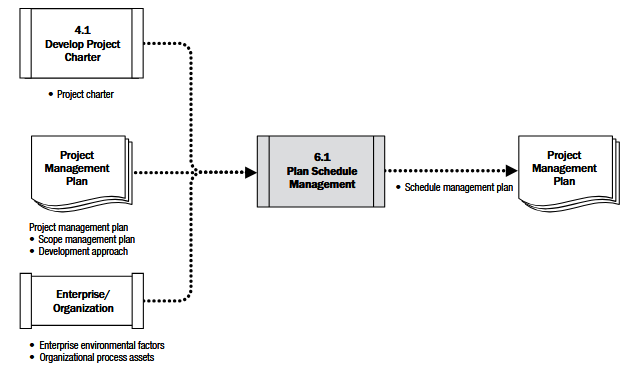 4.1
Develop Project
Charter
• Project charter
Project
Management
Plan
Project management plan
• Scope management plan
• Development approach
Enterprise/
Organization
• Enterprise environmental factors
• Organizational process assets
6.1
Plan Schedule
Management
• Schedule management plan
Project
Management
Plan